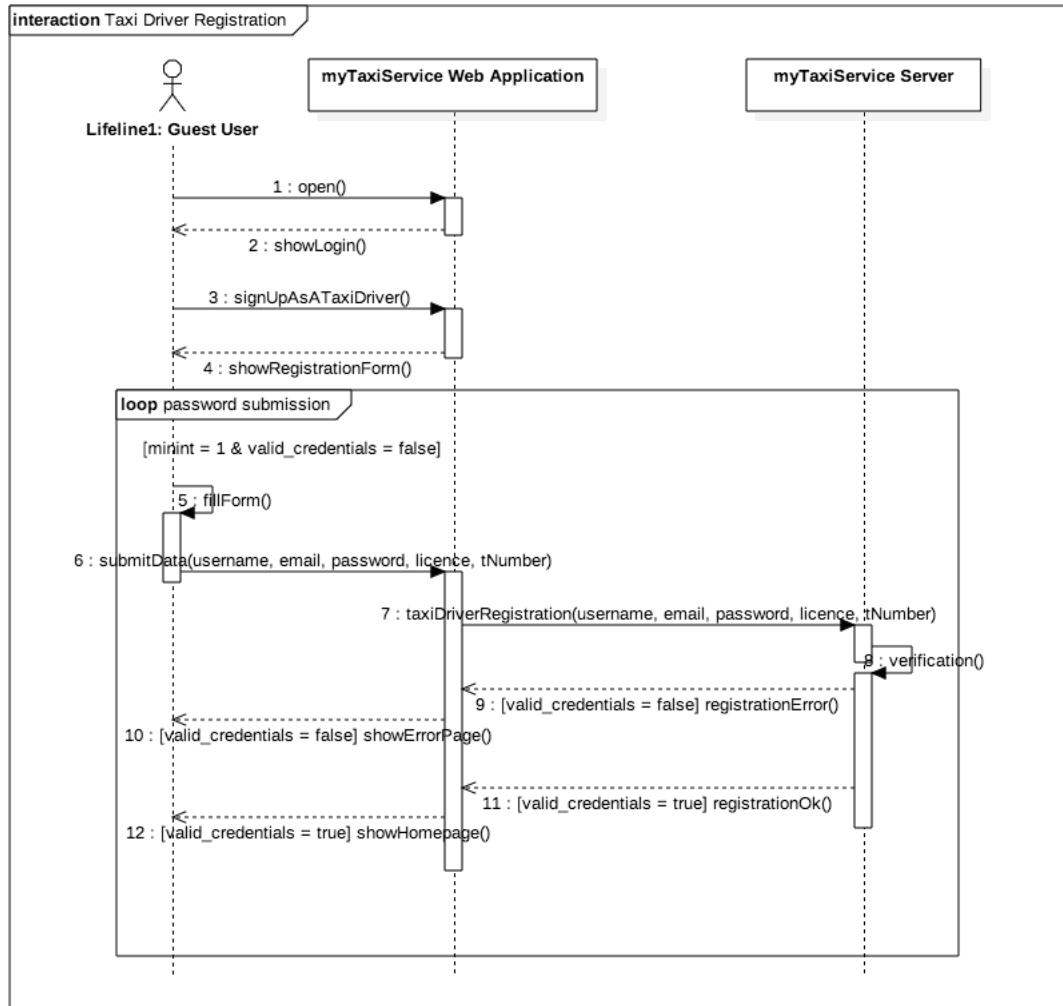 interaction Taxi Driver Registration
myTaxiService Web Application
myTaxiService Server
Lifeline1: Guest User
1 : open()
2 : showLogin()
3 : signUpAsATaxiDriver()
4 : showRegistrationForm()
loop password submission
[minint = 1 & valid_credentials = false]
5 : fillForm()
6 : submitData(username, email, password, licence, tNumber)
7 : taxiDriverRegistration(username, email, password, licence, tNumber)
8 : verification()
9 : [valid_credentials = false] registrationError()
10 : [valid_credentials = false] showErrorPage()
11 : [valid_credentials = true] registrationOk()
12 : [valid_credentials = true] showHomepage()